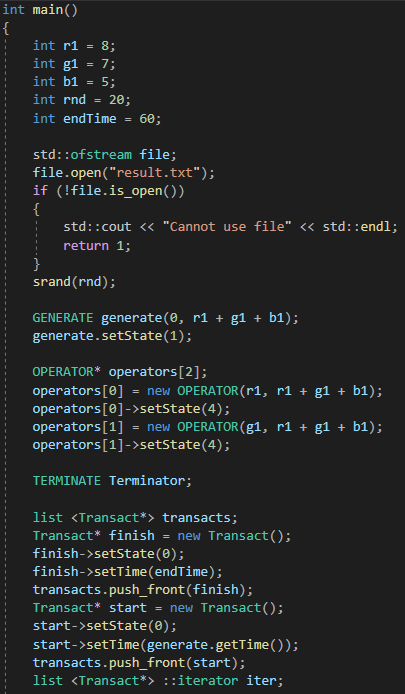 int main()
{
int r1 = 8;
int g1 = 7;
int b1 = 5;
int rnd = 20;
int endTime = 60;
std::ofstream file;
file.open("result.txt");
if (!file.is_open())
{
std::cout << "Cannot use file" << std::endl;
return 1;
}
srand(rnd);
GENERATE generate(0, r1 + g1 + b1);
generate.setState(1);
OPERATOR* operators[2];
operators[0] = new OPERATOR(r1, r1 + g1 + b1);
operators[0]->setState(4);
operators[1] = new OPERATOR(g1, r1 + g1 + b1);
operators[1]->setState(4);
TERMINATE Terminator;
list <Transact*> transacts;
Transact* finish = new Transact();
finish->setState(0);
finish->setTime(endTime);
transacts.push_front(finish);
Transact* start = new Transact();
start->setState(0);
start->setTime(generate.getTime());
transacts.push_front(start);
list <Transact*> ::iterator iter;